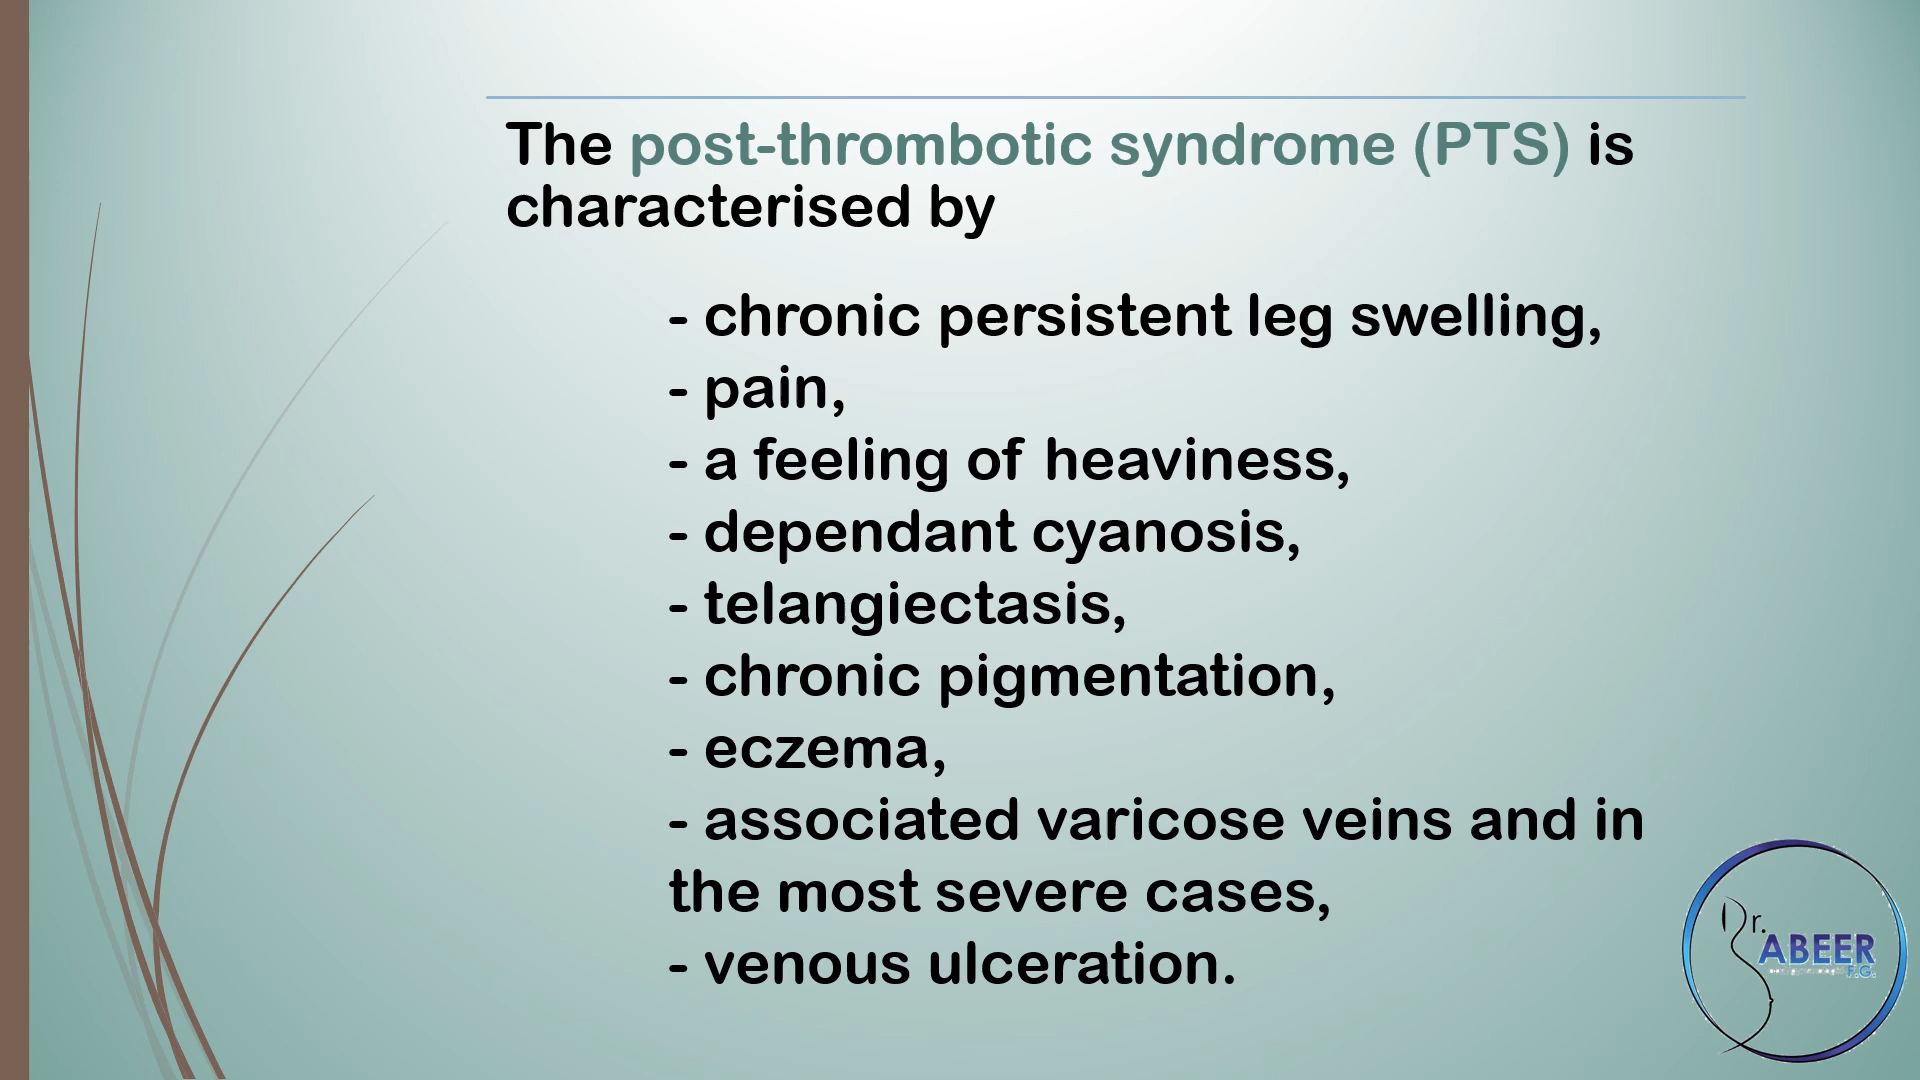 The post-thrombotic syndrome (PTS) is
characterised by
- chronic persistent leg swelling,
- pain,
- a feeling of heaviness,
- dependant cyanosis,
- telangiectasis,
- chronic pigmentation,
- eczema,
- associated varicose veins and in
the most severe cases,
- venous ulceration.
Dr.
ABEER
F.G.